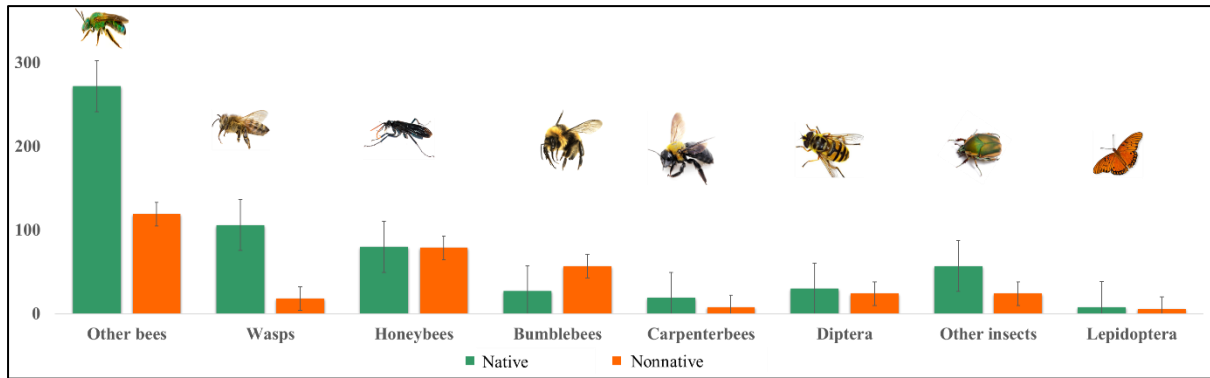 300
200
100
0
Other bees Wasps Honeybees Bumblebees Carpenterbees Diptera Other insects Lepidoptera
Native Nonnative